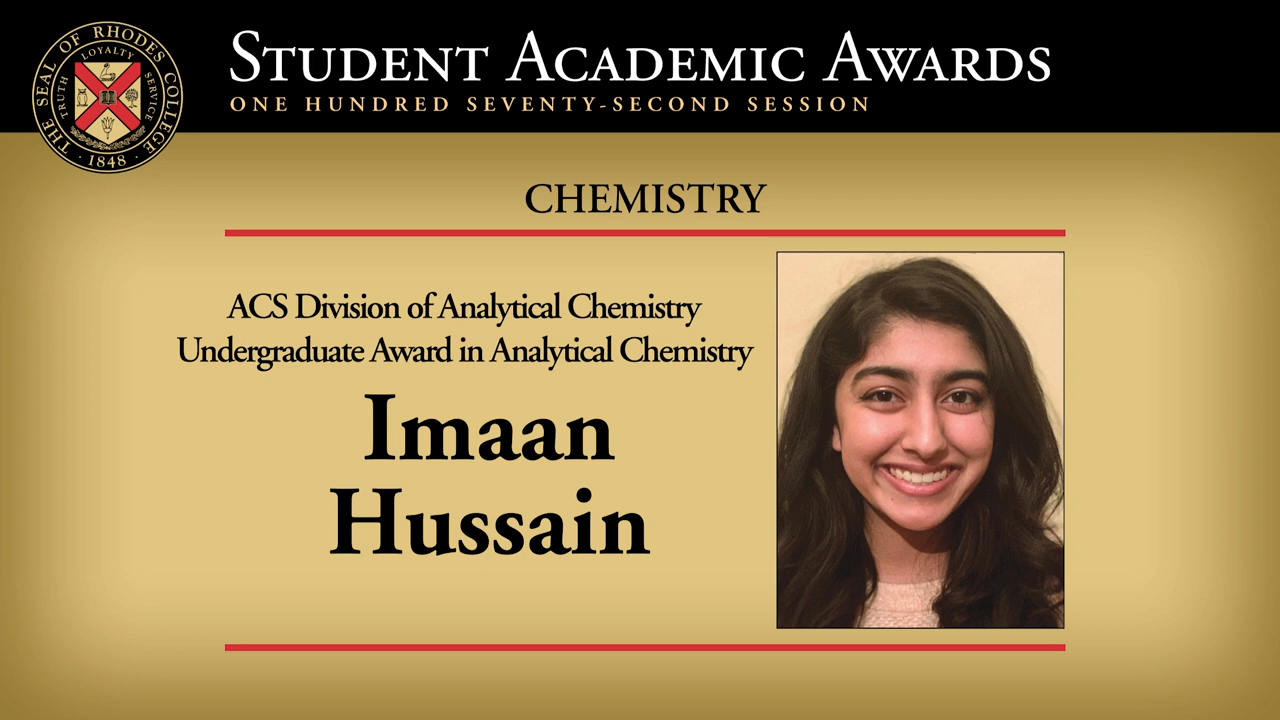 THE SEAL OF RHODES COLLEGE
· 1848 ·
TRUTH LOYALTY SERVICE
STUDENT ACADEMIC AWARDS
ONE HUNDRED SEVENTY-SECOND SESSION
CHEMISTRY
ACS Division of Analytical Chemistry
Undergraduate Award in Analytical Chemistry
Imaan
Hussain